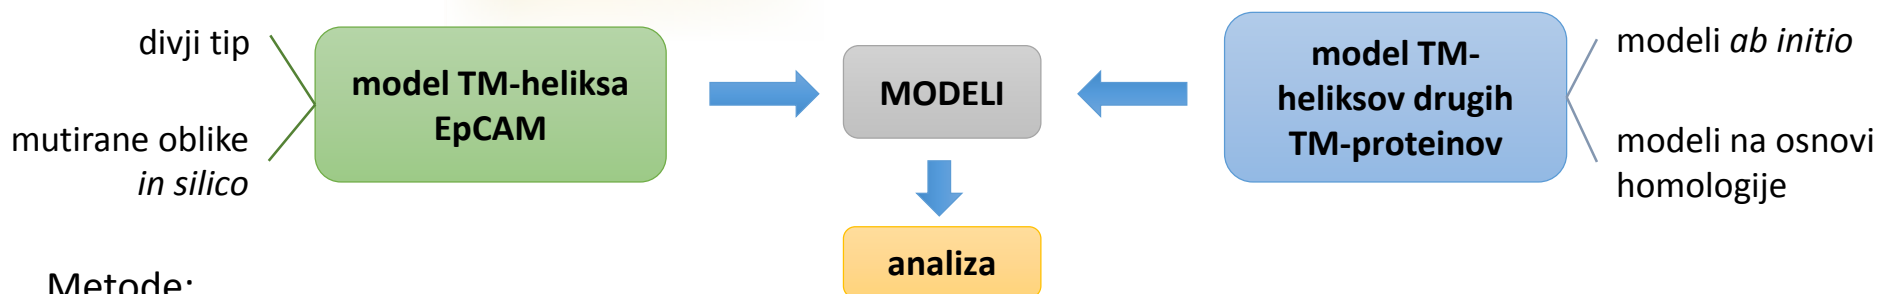 divji tip
mutirane oblike
in silico
model TM-heliksa
EpCAM
MODELI
model TM-
heliksov drugih
TM-proteinov
modeli ab initio
modeli na osnovi
homologije
analiza
Metode: